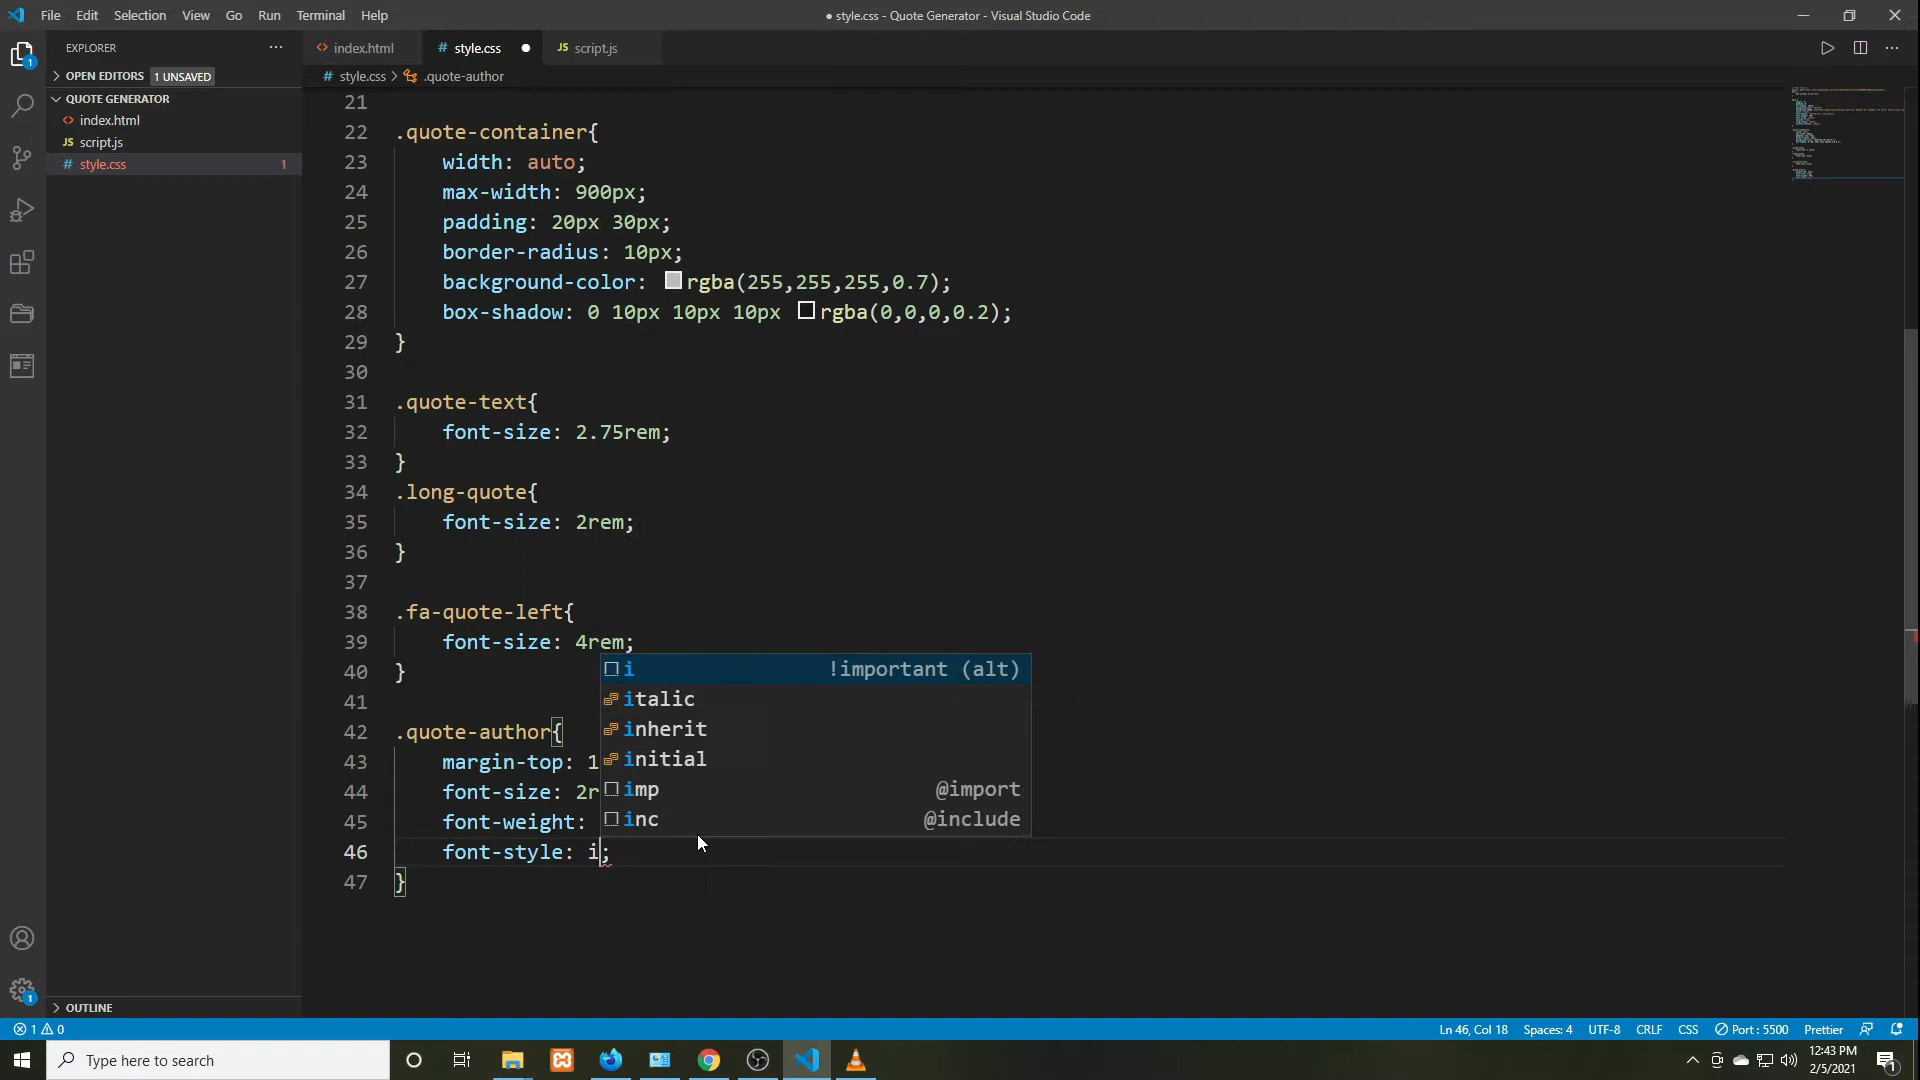 File Edit Selection View Go Run Terminal Help
● style.css - Quote Generator - Visual Studio Code
EXPLORER
OPEN EDITORS 1 UNSAVED
QUOTE GENERATOR
index.html
JS script.js
# style.css 1
OUTLINE
index.html # style.css ● JS script.js
# style.css > .quote-author
21
22 .quote-container{
23 width: auto;
24 max-width: 900px;
25 padding: 20px 30px;
26 border-radius: 10px;
27 background-color: rgba(255,255,255,0.7);
28 box-shadow: 0 10px 10px 10px rgba(0,0,0,0.2);
29 }
30
31 .quote-text{
32 font-size: 2.75rem;
33 }
34 .long-quote{
35 font-size: 2rem;
36 }
37
38 .fa-quote-left{
39 font-size: 4rem;
40 }
41
42 .quote-author{
43 margin-top: 1
44 font-size: 2r
45 font-weight:
46 font-style: i;
47 }
i !important (alt)
italic
inherit
initial
imp @import
inc @include
1 0
Ln 46, Col 18 Spaces: 4 UTF-8 CRLF CSS Port : 5500 Prettier
Type here to search
12:43 PM
2/5/2021